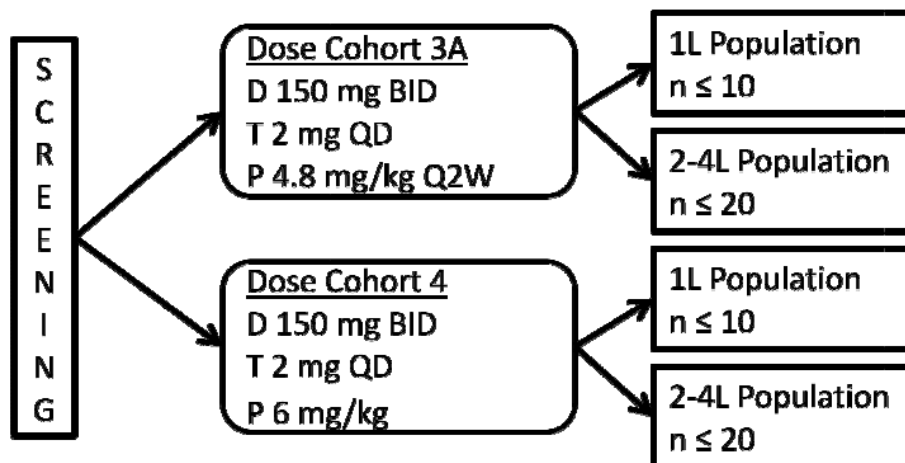 SCREENING
Dose Cohort 3A
D 150 mg BID
T 2 mg QD
P 4.8 mg/kg Q2W
1L Population
n ≤ 10
2-4L Population
n ≤ 20
Dose Cohort 4
D 150 mg BID
T 2 mg QD
P 6 mg/kg
1L Population
n ≤ 10
2-4L Population
n ≤ 20